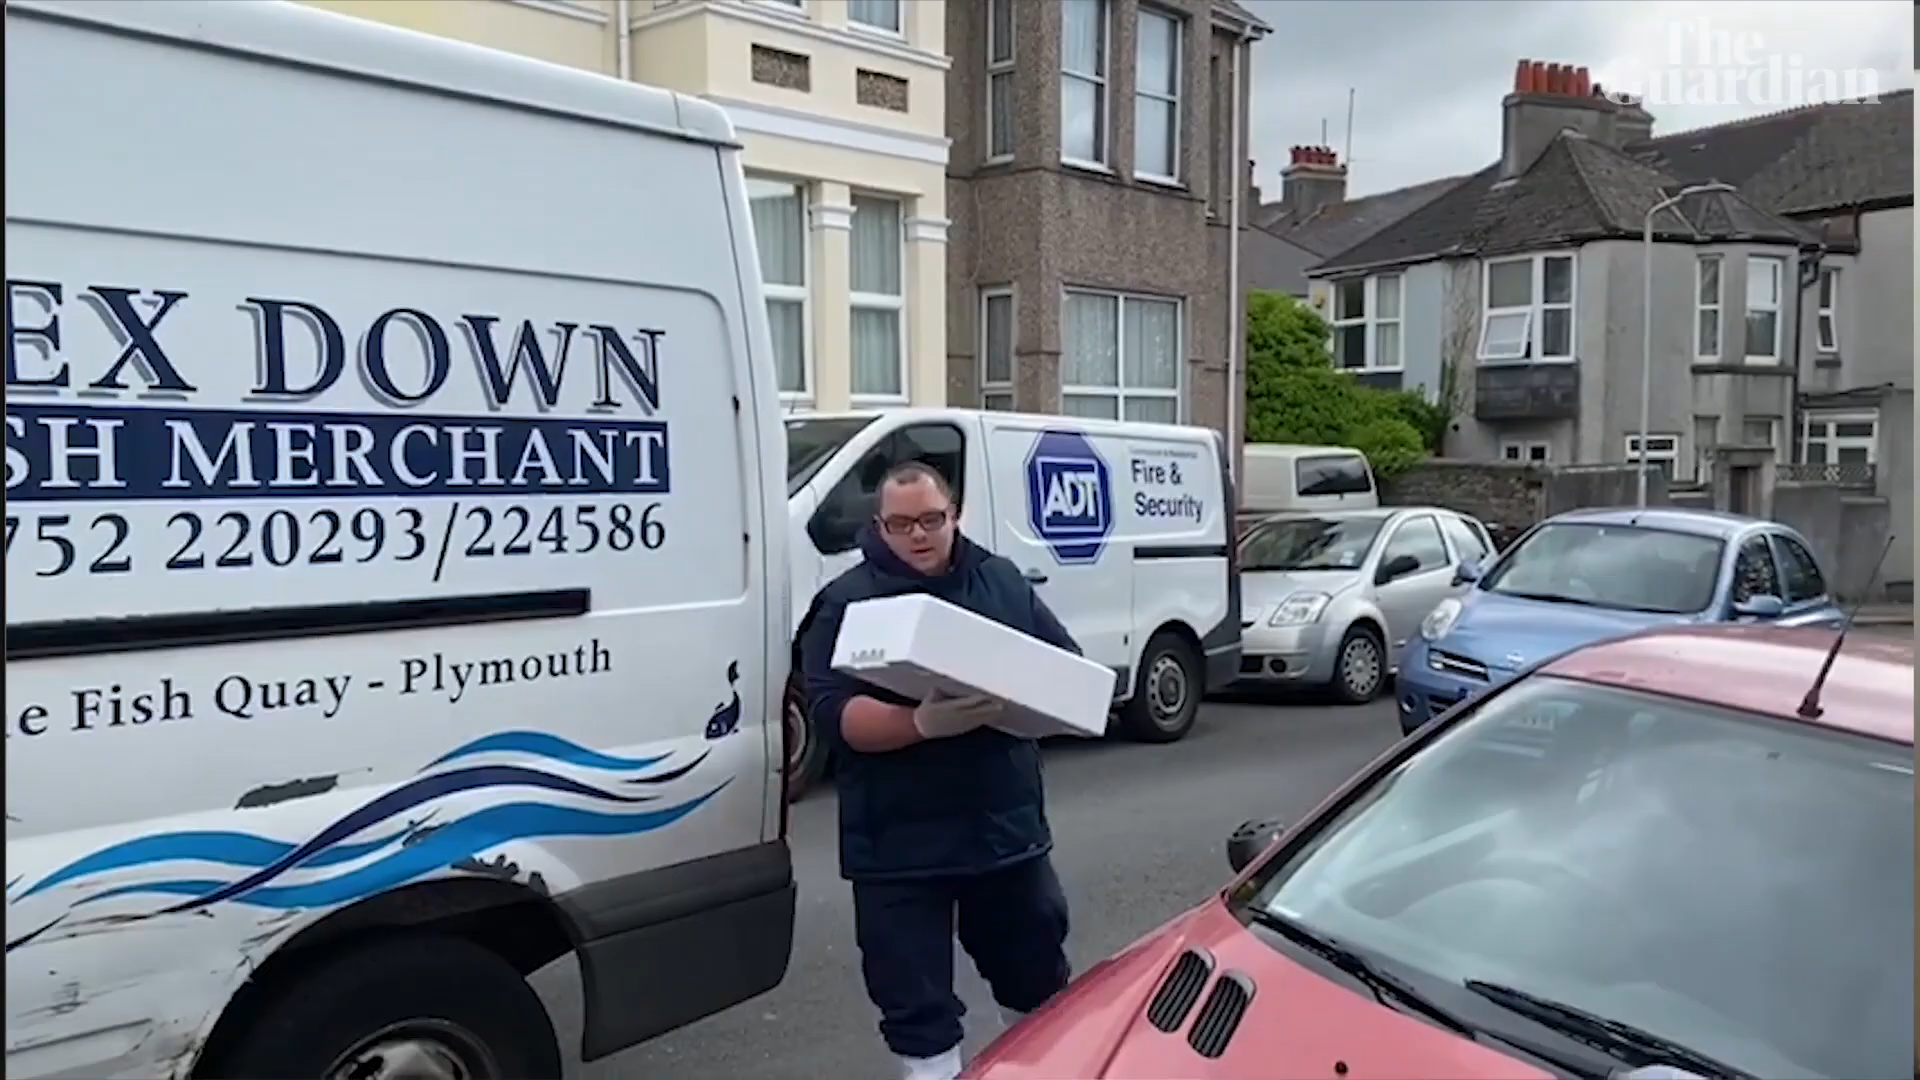 The
Guardian
EX DOWN
SH MERCHANT
752 220293/224586
e Fish Quay - Plymouth
ADT
Fire &
Security